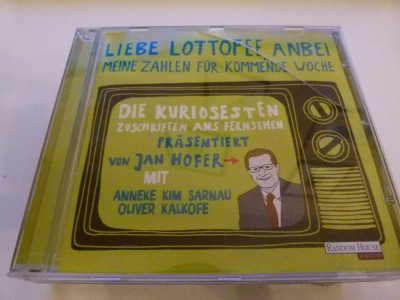 LIEBE LOTTOFEE ANBEI
MEINE ZAHLEN FÜR KOMMENDE WOCHE
DIE KURIOSESTEN
ZUSCHRIFTEN ANS FERNSEHEN
PRÄSENTIERT
VON JAN HOFER
MIT
ANNEKE KIM SARNAU
OLIVER KALKOFE
RANDOM HOUSE
AUDIO